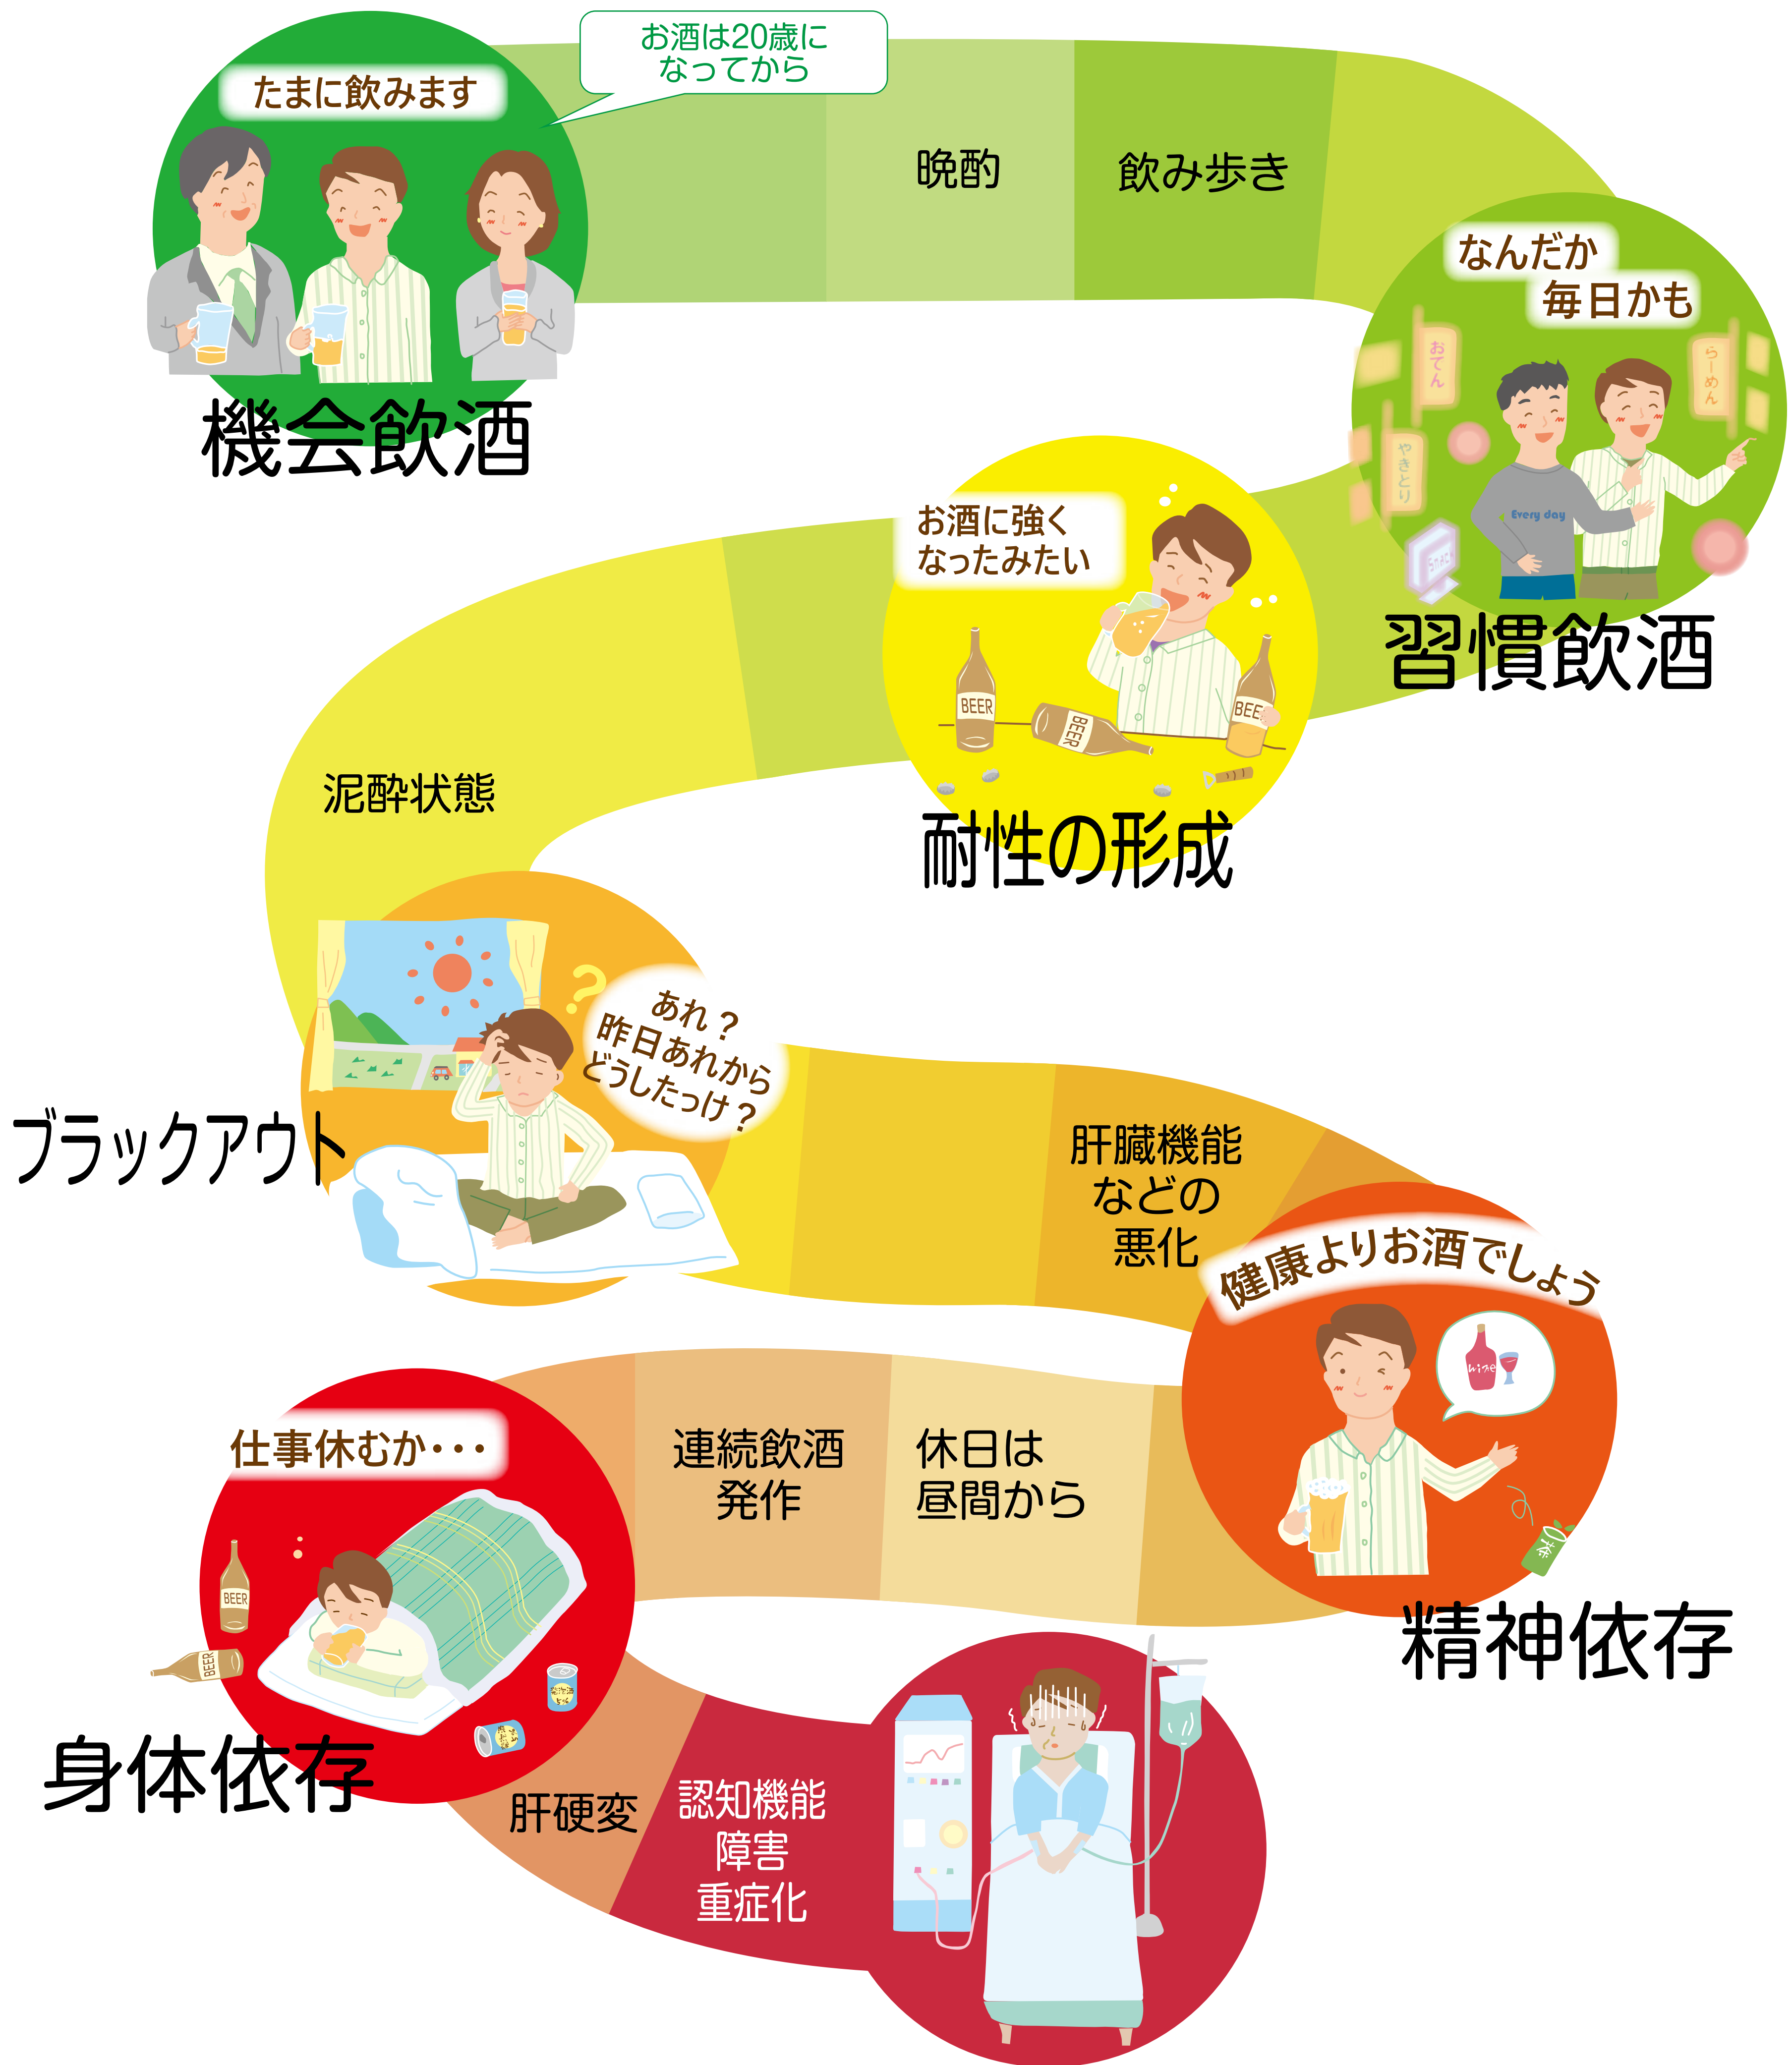 お酒は20歳に
なってから
たまに飲みます
機会飲酒
晩酌
飲み歩き
なんだか
毎日かも
おでん
らーめん
やきとり
Every day
習慣飲酒
お酒に強く
なったみたい
BEER
BEER
BEER
耐性の形成
泥酔状態
あれ?
昨日あれから
どうしたっけ?
ブラックアウト
肝臓機能
などの
悪化
健康よりお酒でしょう
茶
精神依存
休日は
昼間から
連続飲酒
発作
仕事休むか・・・
BEER
BEER
身体依存
肝硬変
認知機能
障害
重症化